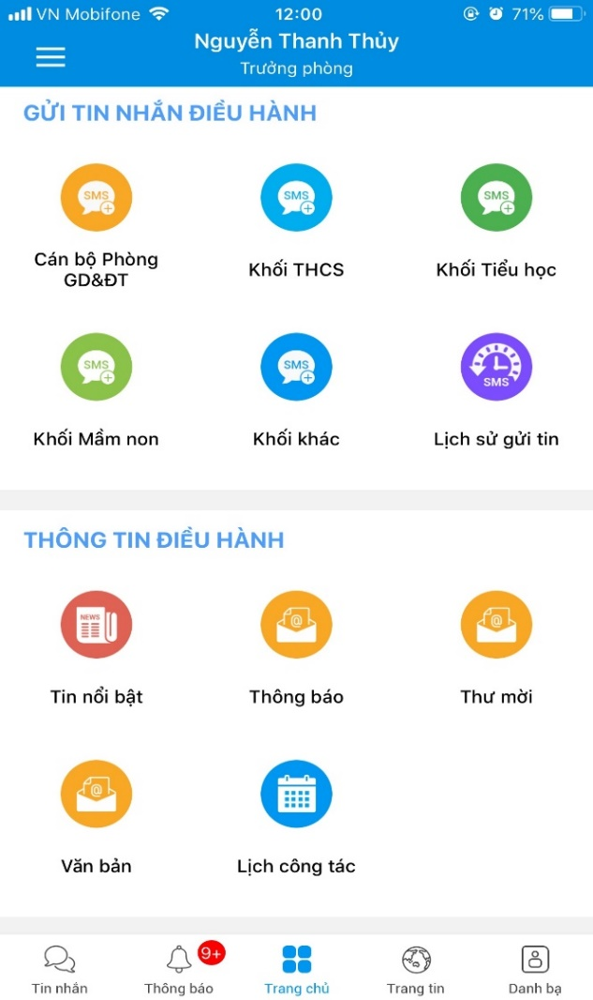 VN Mobifone 12:00 71%
Nguyễn Thanh Thủy
Trưởng phòng
GỬI TIN NHẮN ĐIỀU HÀNH
SMS SMS SMS
Cán bộ Phòng GD&ĐT
Khối THCS
Khối Tiểu học
SMS SMS SMS
Khối Mầm non
Khối khác
Lịch sử gửi tin
THÔNG TIN ĐIỀU HÀNH
NEWS @ @
Tin nổi bật
Thông báo
Thư mời
@
Văn bản
Lịch công tác
9+
Tin nhắn
Thông báo
Trang chủ
Trang tin
Danh bạ